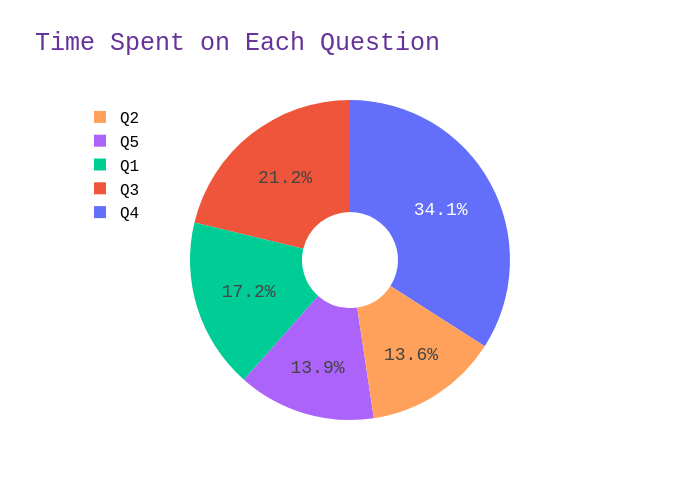 Time Spent on Each Question
Q2
Q5
Q1
Q3
Q4
21.2%
34.1%
17.2%
13.6%
13.9%